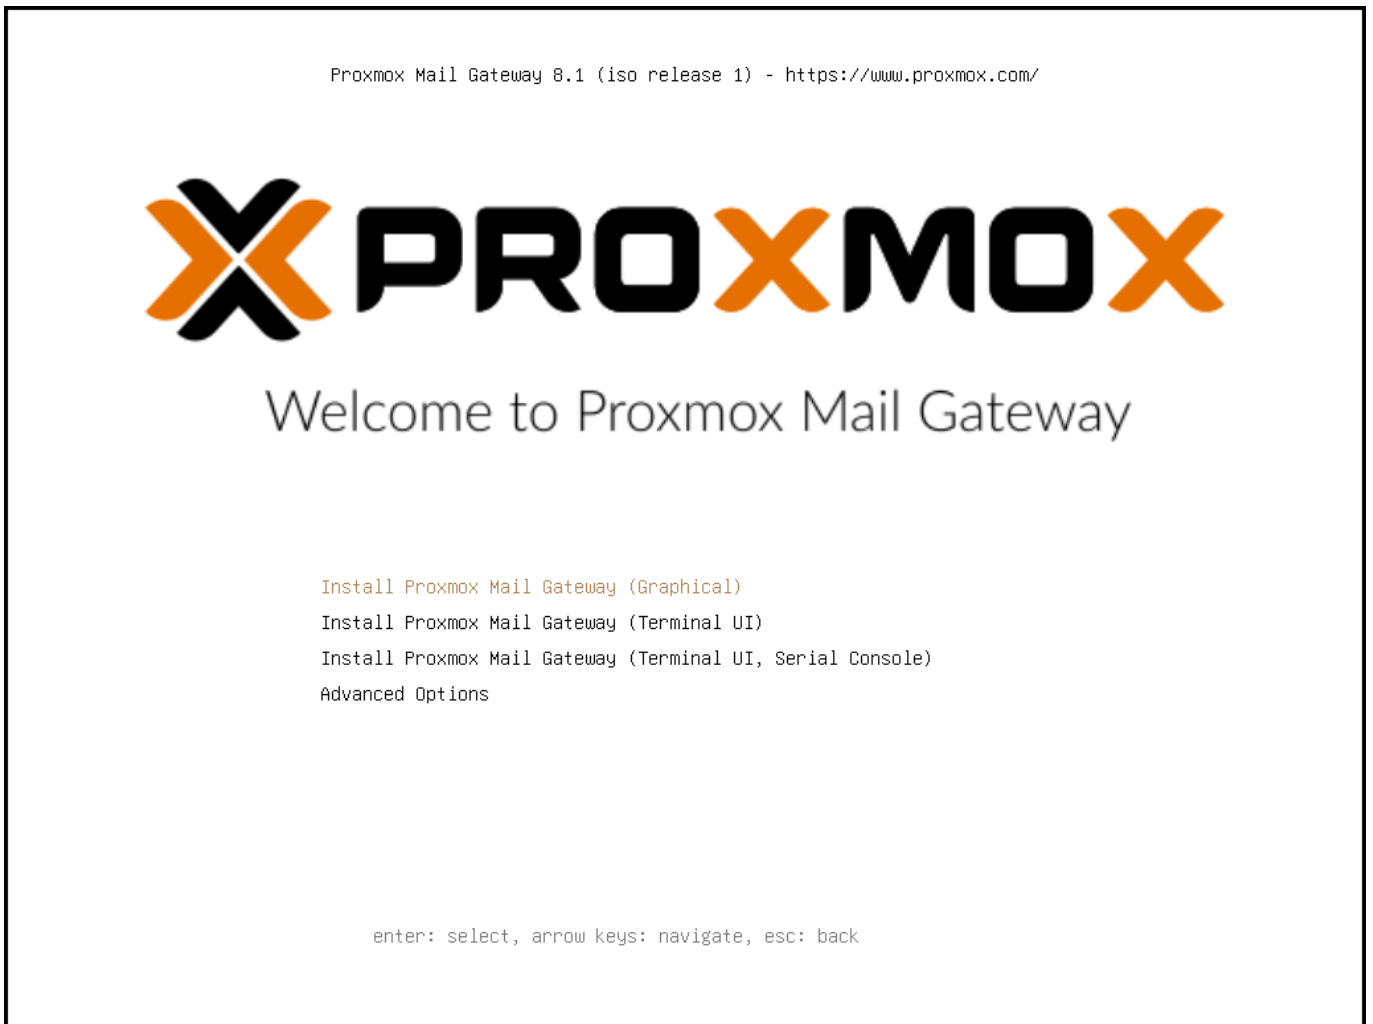 Proxmox Mail Gateway 8.1 (iso release 1) - https://www.proxmox.com/
PROXMOX
Welcome to Proxmox Mail Gateway
Install Proxmox Mail Gateway (Graphical)
Install Proxmox Mail Gateway (Terminal UI)
Install Proxmox Mail Gateway (Terminal UI, Serial Console)
Advanced Options
enter: select, arrow keys: navigate, esc: back